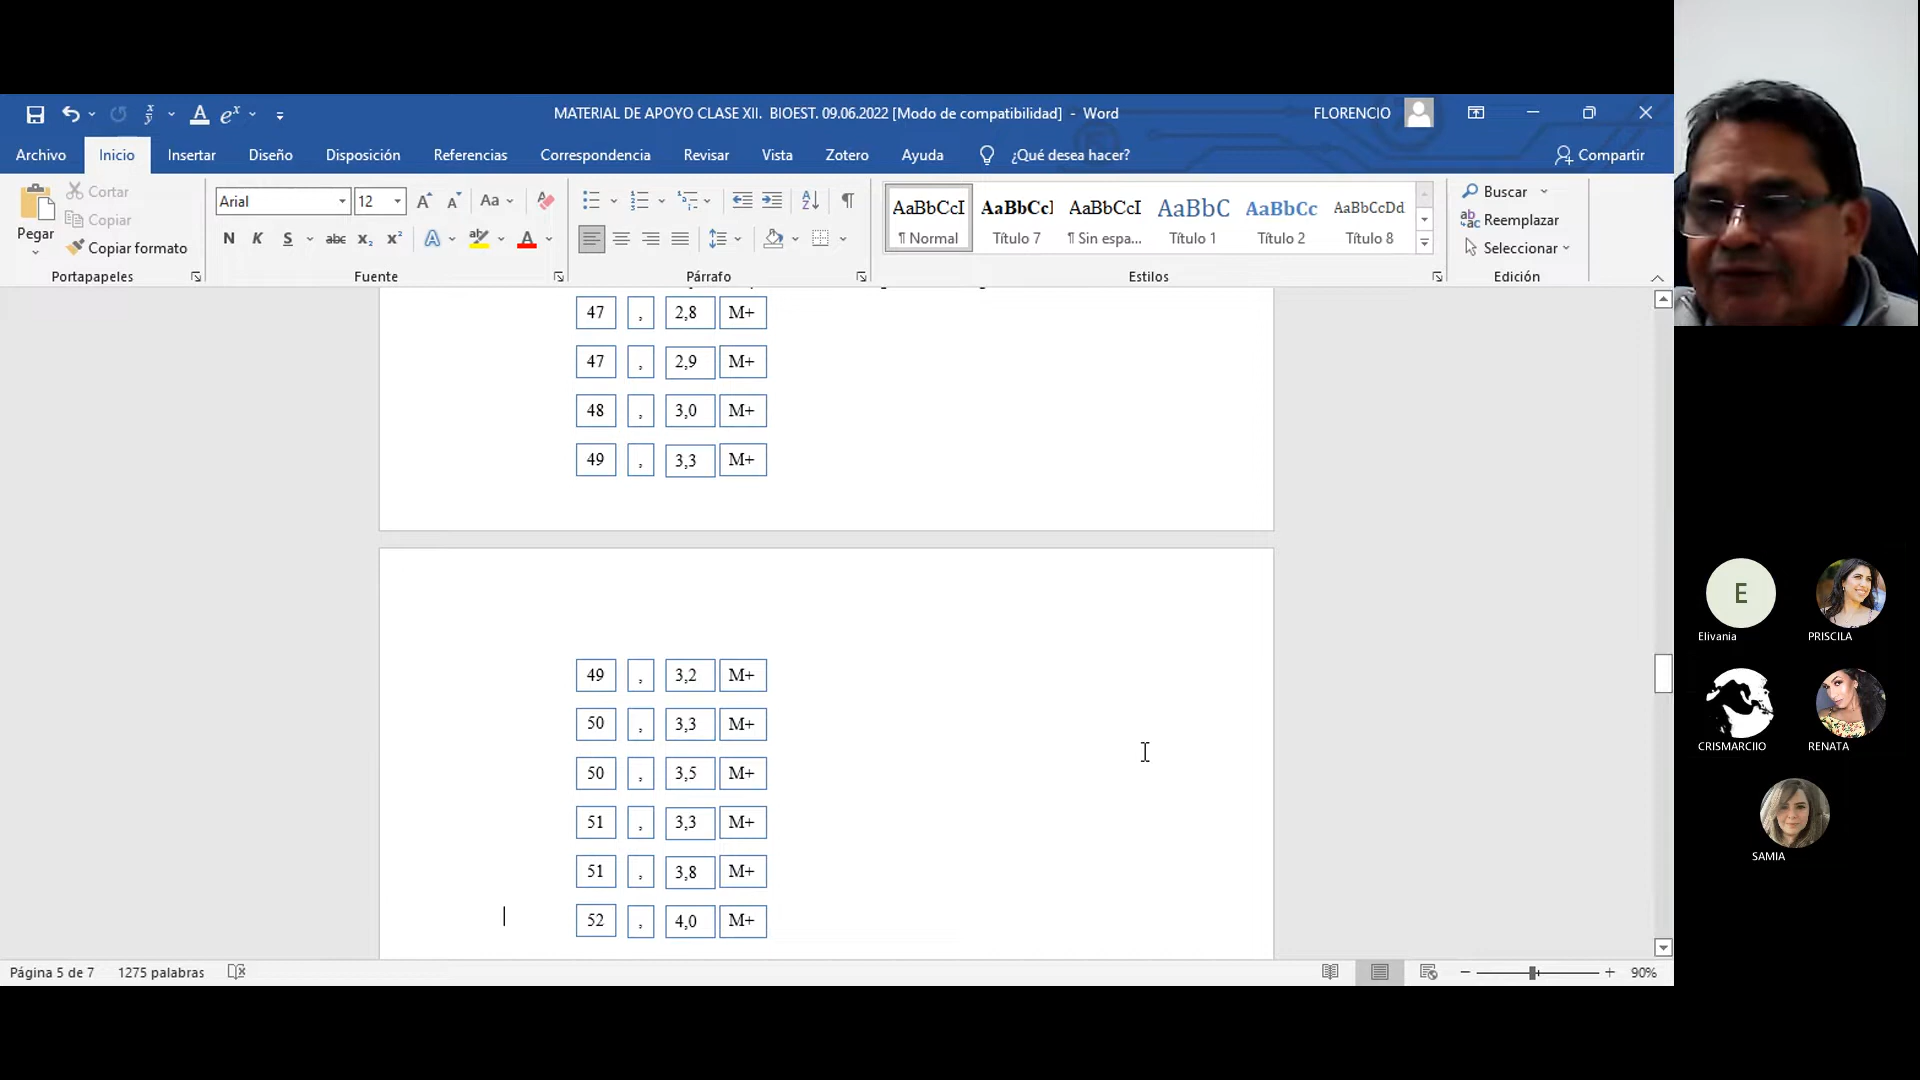 MATERIAL DE APOYO CLASE XII.  BIOEST. 09.06.2022 [Modo de compatibilidad]  -  Word
FLORENCIO
Archivo Inicio Insertar Diseño Disposición Referencias Correspondencia Revisar Vista Zotero Ayuda ¿Qué desea hacer? Compartir
Pegar
Cortar
Copiar
Copiar formato
Portapapeles
Arial 12 Aa
N K S abc x₂ x² A ab A
Fuente
Párrafo
AaBbCcI AaBbCcI AaBbCcI AaBbC AaBbCc AaBbCcDd
¶ Normal Título 7 ¶ Sin espa... Título 1 Título 2 Título 8
Estilos
Buscar
Reemplazar
Seleccionar
Edición
47 , 2,8 M+
47 , 2,9 M+
48 , 3,0 M+
49 , 3,3 M+
49 , 3,2 M+
50 , 3,3 M+
50 , 3,5 M+
51 , 3,3 M+
51 , 3,8 M+
52 , 4,0 M+
Página 5 de 7 1275 palabras 90%
E
Elivania
PRISCILA
CRISMARCIIO
RENATA
SAMIA